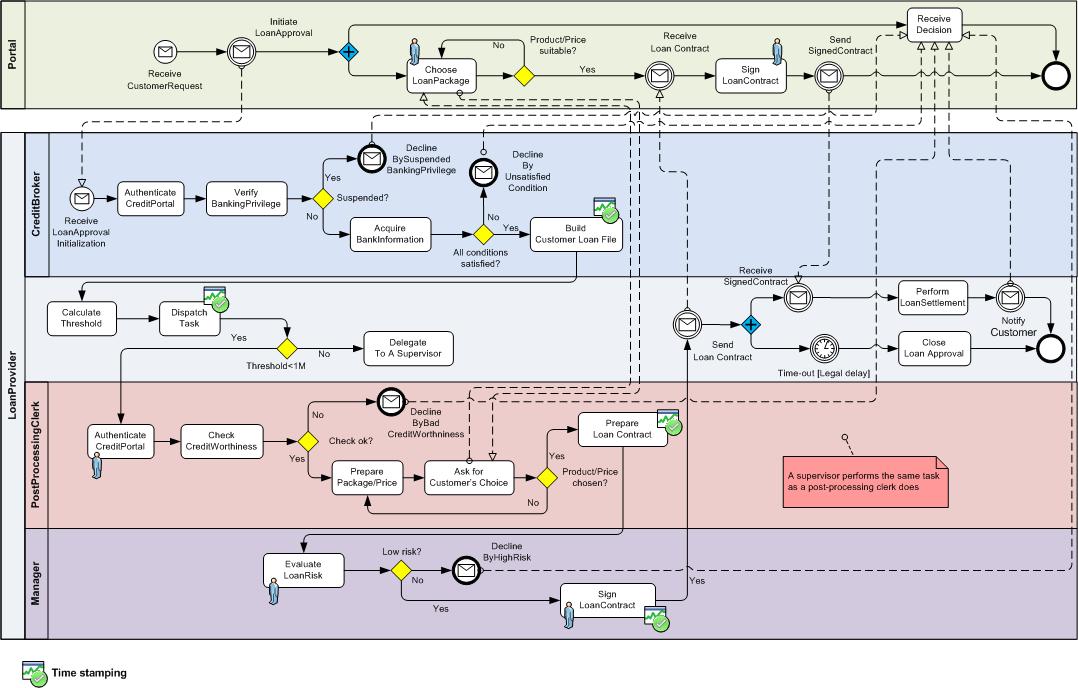 Portal
Receive
CustomerRequest
Initiate
LoanApproval
Choose
LoanPackage
No
Product/Price
suitable?
Yes
Receive
Loan Contract
Sign
LoanContract
Send
SignedContract
Receive
Decision
LoanProvider
CreditBroker
Receive
LoanApproval
Initialization
Authenticate
CreditPortal
Verify
BankingPrivilege
Yes
Suspended?
No
Decline
BySuspended
BankingPrivilege
Acquire
BankInformation
Decline
By
Unsatisfied
Condition
No
Yes
All conditions
satisfied?
Build
Customer Loan File
Calculate
Threshold
Dispatch
Task
Yes
No
Threshold<1M
Delegate
To A Supervisor
Send
Loan Contract
Receive
SignedContract
Time-out [Legal delay]
Perform
LoanSettlement
Close
Loan Approval
Notify
Customer
PostProcessingClerk
Authenticate
CreditPortal
Check
CreditWorthiness
No
Check ok?
Yes
Decline
ByBad
CreditWorthniness
Prepare
Package/Price
Ask for
Customer's Choice
Yes
Product/Price
chosen?
No
Prepare
Loan Contract
A supervisor performs the same task
as a post-processing clerk does
Manager
Evaluate
LoanRisk
Low risk?
No
Yes
Decline
ByHighRisk
Sign
LoanContract
Yes
Time stamping